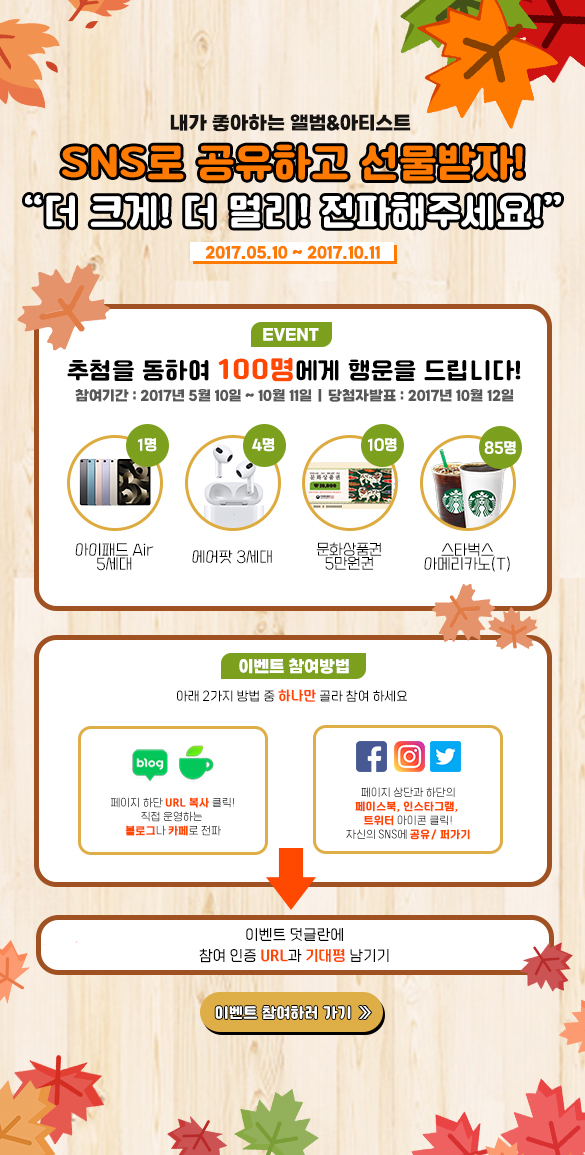 내가 좋아하는 앨범&아티스트
SNS로 공유하고 선물받자!
“더 크게! 더 멀리! 전파해주세요!”
2017.05.10 ~ 2017.10.11
EVENT
추첨을 동하여 100명에게 행운을 드립니다!
참여기간 : 2017년 5월 10일 ~ 10월 11일 | 당첨자발표 : 2017년 10월 12일
1명
4명
10명
85명
문화상품권
₩10,000
아이패드 Air
5세대
에어팟 3세대
문화상품권
5만원권
스타벅스
아메리카노(T)
이벤트 참여방법
아래 2가지 방법 중 하나만 골라 참여 하세요
blog
페이지 하단 URL 복사 클릭!
직접 운영하는
블로그나 카페로 전파
페이지 상단과 하단의
페이스북, 인스타그램,
트위터 아이콘 클릭!
자신의 SNS에 공유/ 퍼가기
이벤트 덧글란에
참여 인증 URL과 기대평 남기기
이벤트 참여하러 가기 》